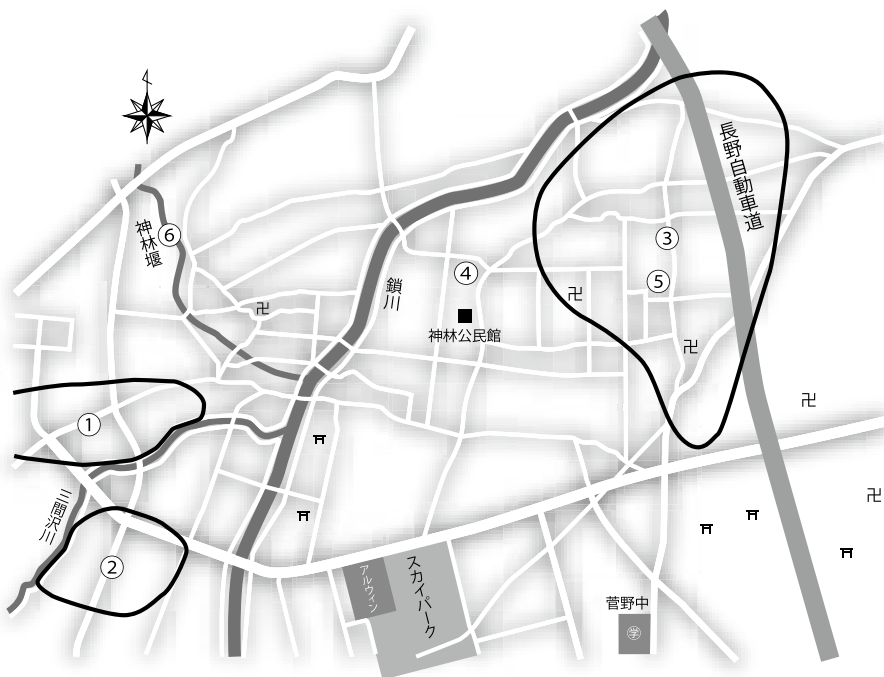 長野自動車道
③
神林堰
⑥
④
⑤
鎖川
神林公民館
①
三間沢川
②
アルウィン
スカイパーク
菅野中
学